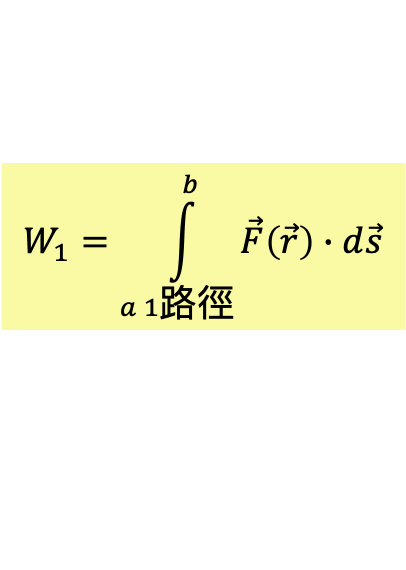 b
W₁ = ∫ F⃗(r⃗) · ds⃗
a 1路徑